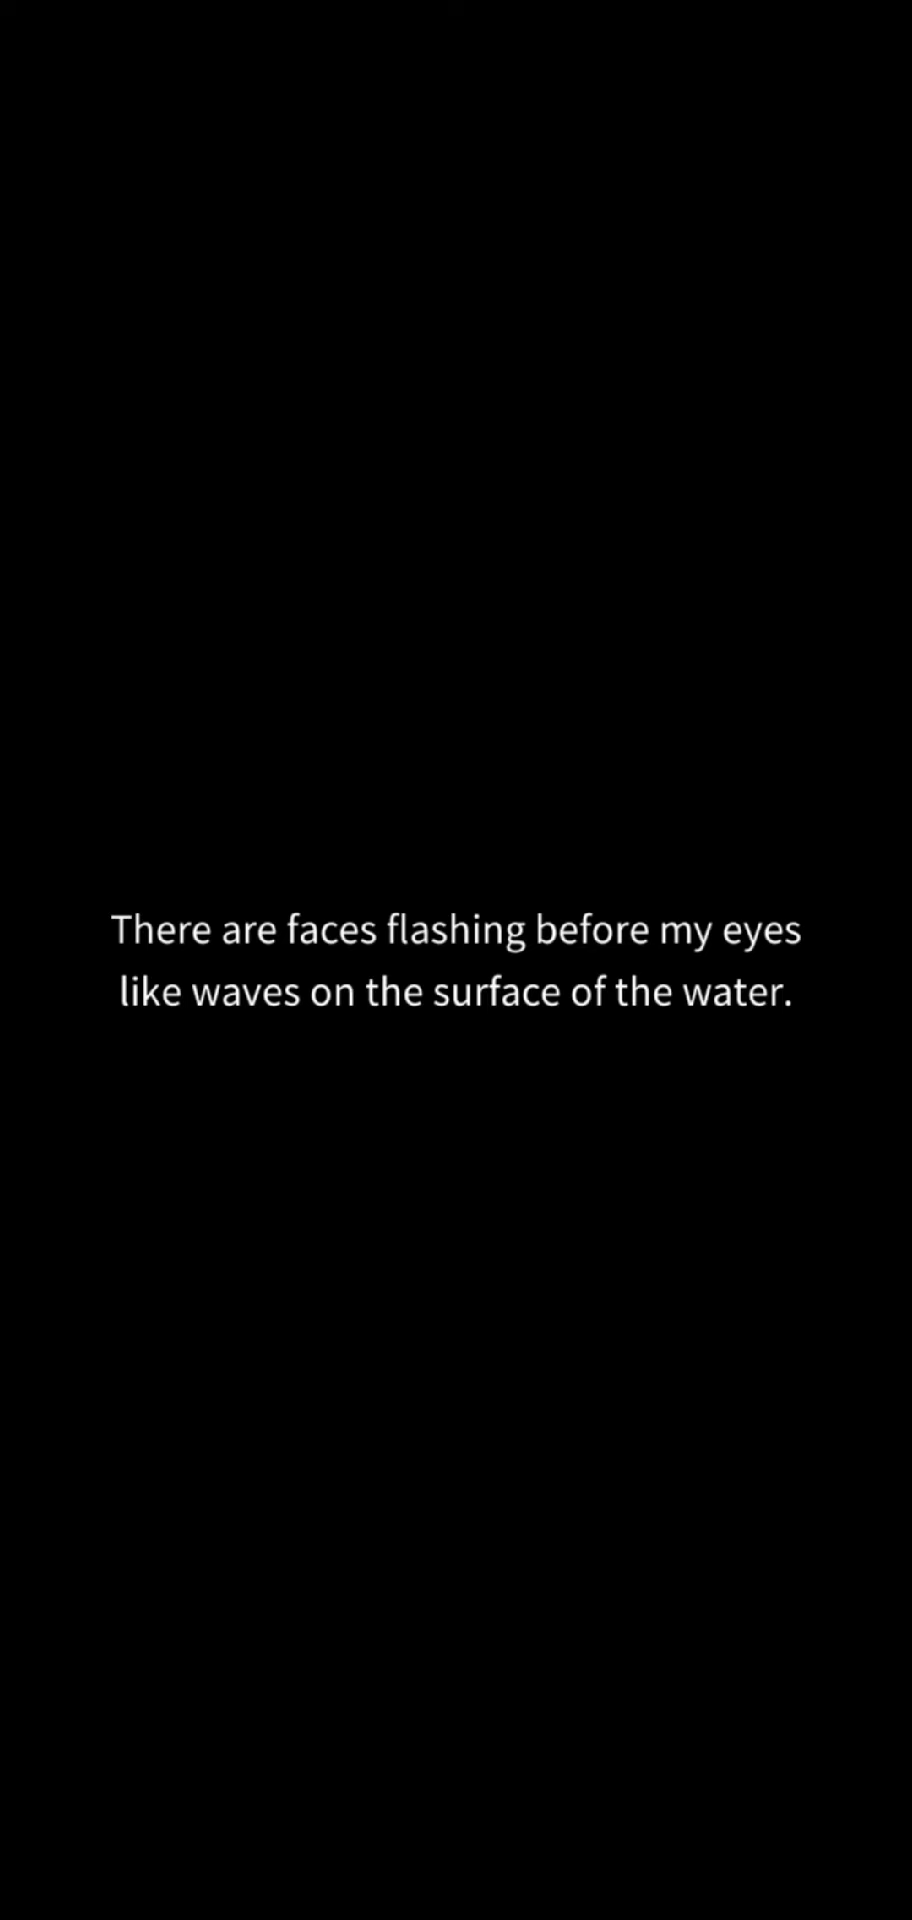 There are faces flashing before my eyes
like waves on the surface of the water.